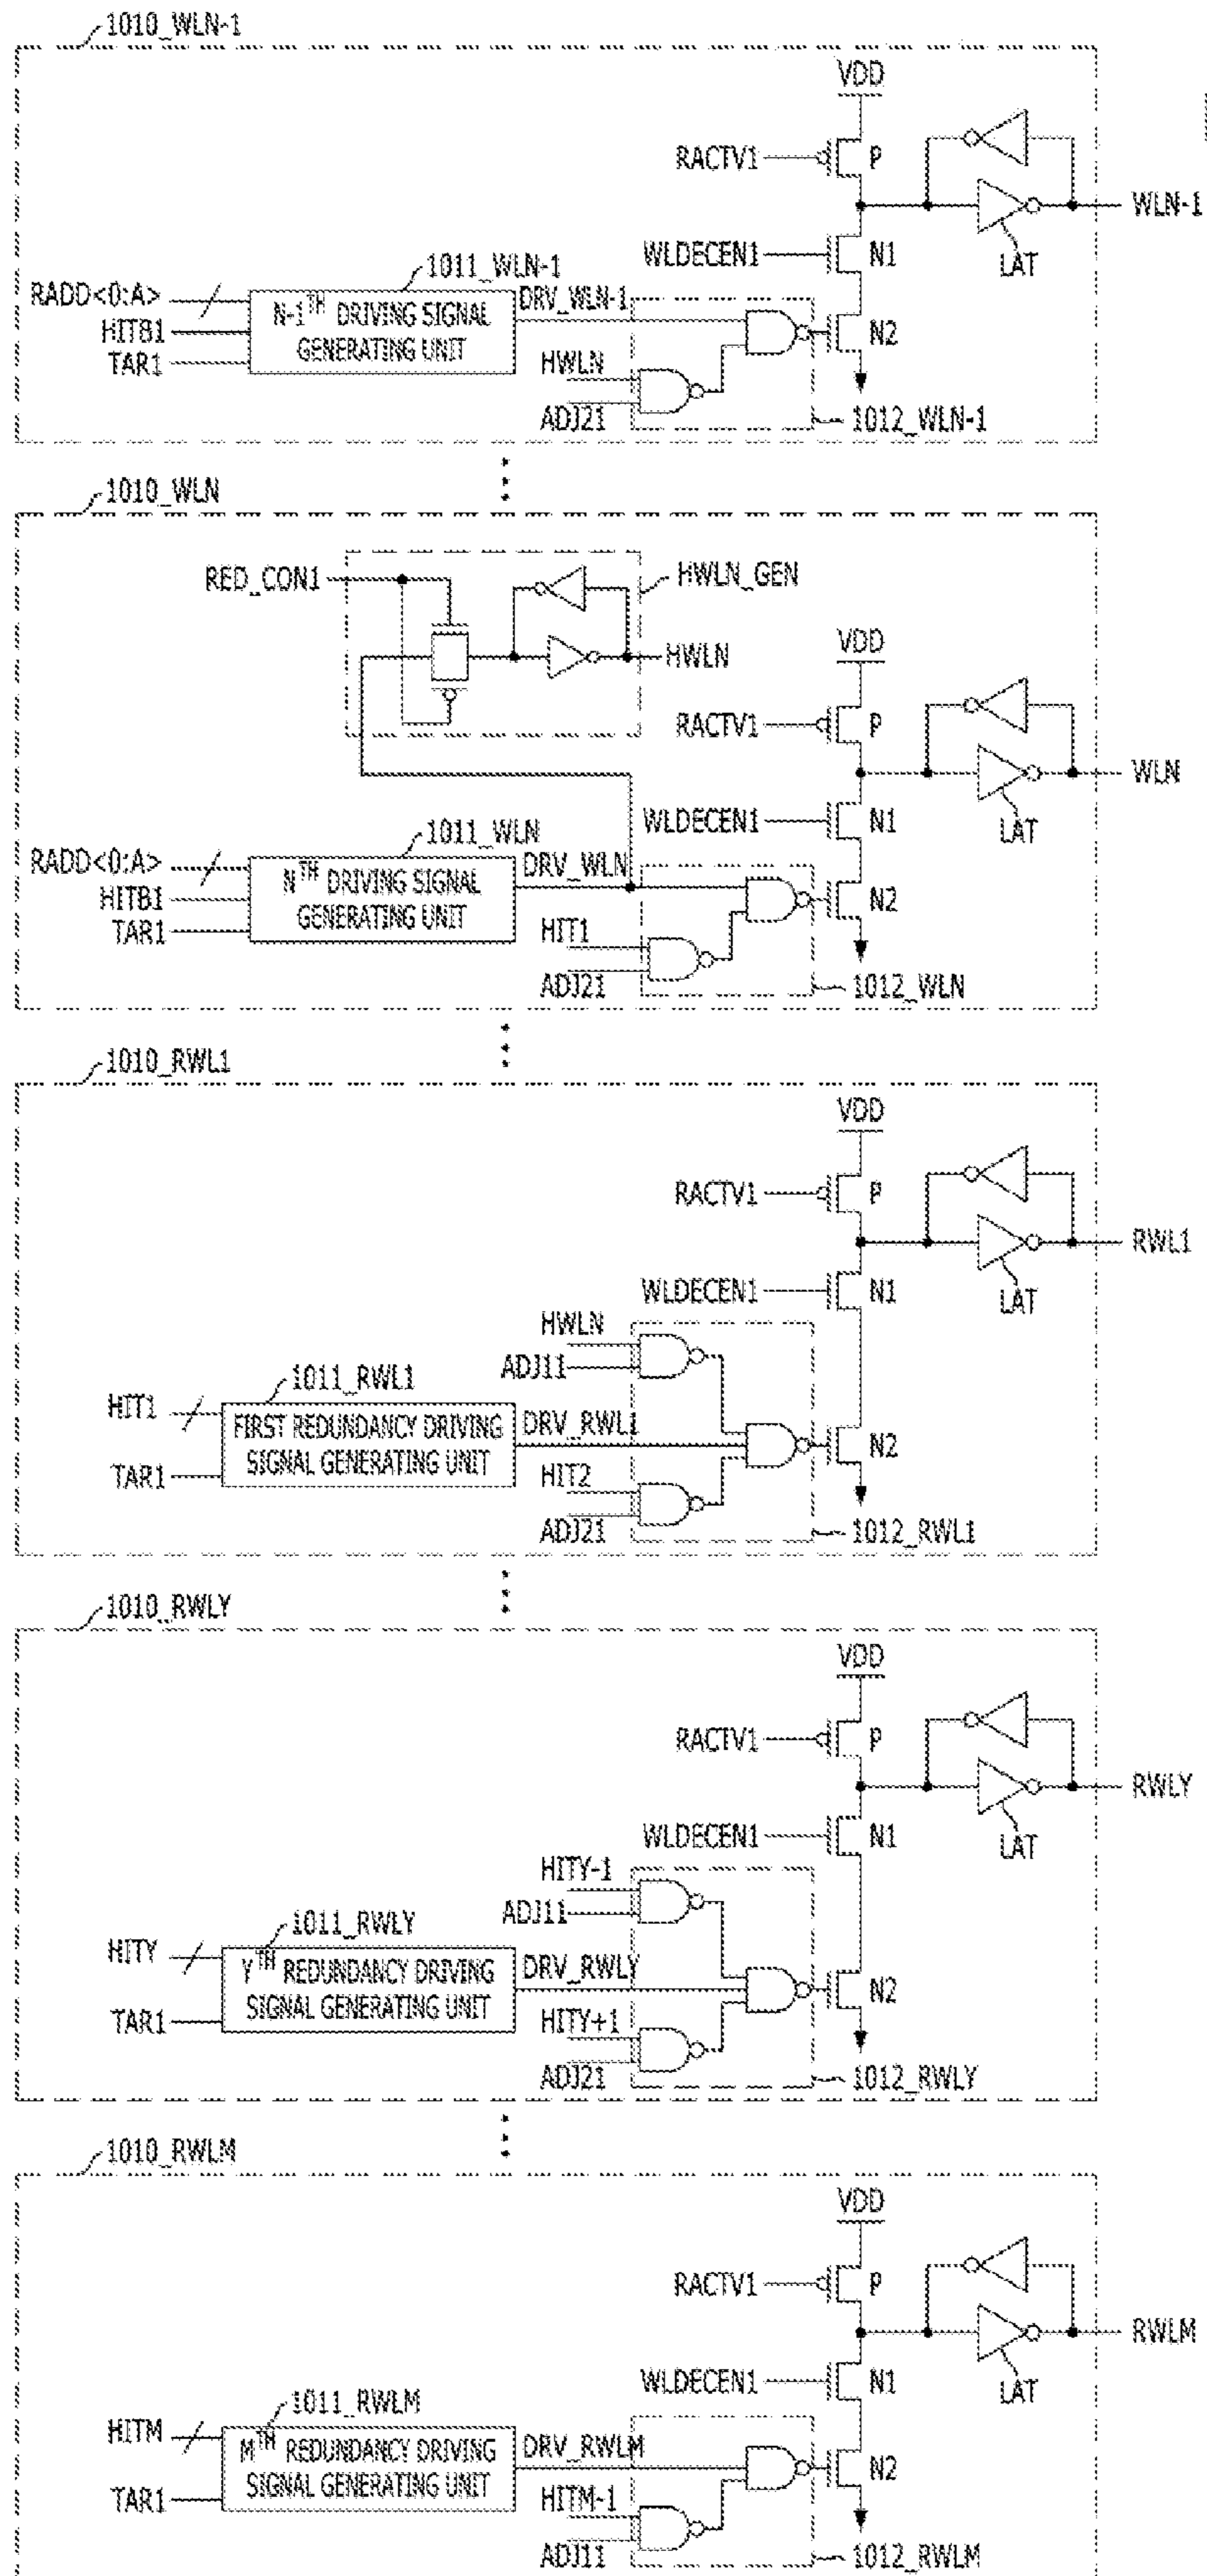 1010_WLN-1
VDD
RACTV1
P
WLN-1
WLDECEN1
N1
LAT
1011_WLN-1
RADD<0:A>
N-1TH DRIVING SIGNAL
GENERATING UNIT
DRV_WLN-1
HITB1
TAR1
N2
HWLN
ADJ21
1012_WLN-1
1010_WLN
RED_CON1
HWLN_GEN
HWLN
VDD
RACTV1
P
WLN
WLDECEN1
N1
LAT
1011_WLN
RADD<0:A>
NTH DRIVING SIGNAL
GENERATING UNIT
DRV_WLN
HITB1
TAR1
N2
HIT1
ADJ21
1012_WLN
1010_RWL1
VDD
RACTV1
P
RWL1
WLDECEN1
N1
LAT
HWLN
ADJ11
1011_RWL1
HIT1
FIRST REDUNDANCY DRIVING
SIGNAL GENERATING UNIT
DRV_RWL1
N2
TAR1
HIT2
ADJ21
1012_RWL1
1010_RWLY
VDD
RACTV1
P
RWLY
WLDECEN1
N1
LAT
HITY-1
ADJ11
1011_RWLY
HITY
YTH REDUNDANCY DRIVING
SIGNAL GENERATING UNIT
DRV_RWLY
N2
TAR1
HITY+1
ADJ21
1012_RWLY
1010_RWLM
VDD
RACTV1
P
RWLM
WLDECEN1
N1
LAT
1011_RWLM
HITM
MTH REDUNDANCY DRIVING
SIGNAL GENERATING UNIT
DRV_RWLM
N2
TAR1
HITM-1
ADJ11
1012_RWLM